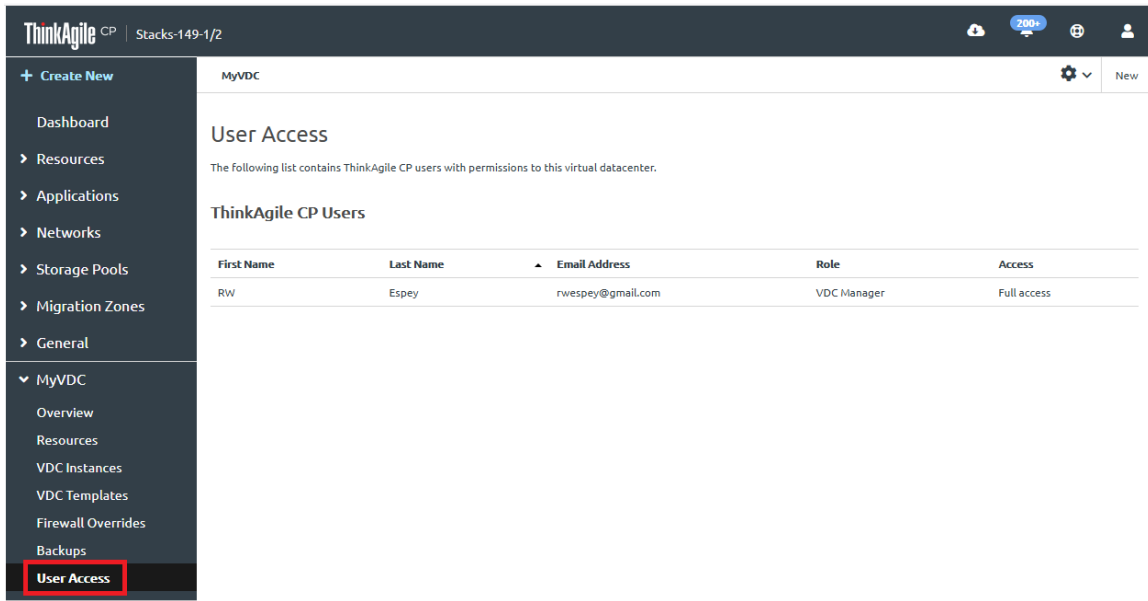 ThinkAgile CP | Stacks-149-1/2
200+
+ Create New
MyVDC
New
Dashboard
Resources
Applications
Networks
Storage Pools
Migration Zones
General
MyVDC
Overview
Resources
VDC Instances
VDC Templates
Firewall Overrides
Backups
User Access
User Access
The following list contains ThinkAgile CP users with permissions to this virtual datacenter.
ThinkAgile CP Users
First Name Last Name Email Address Role Access
RW Espey rwespey@gmail.com VDC Manager Full access